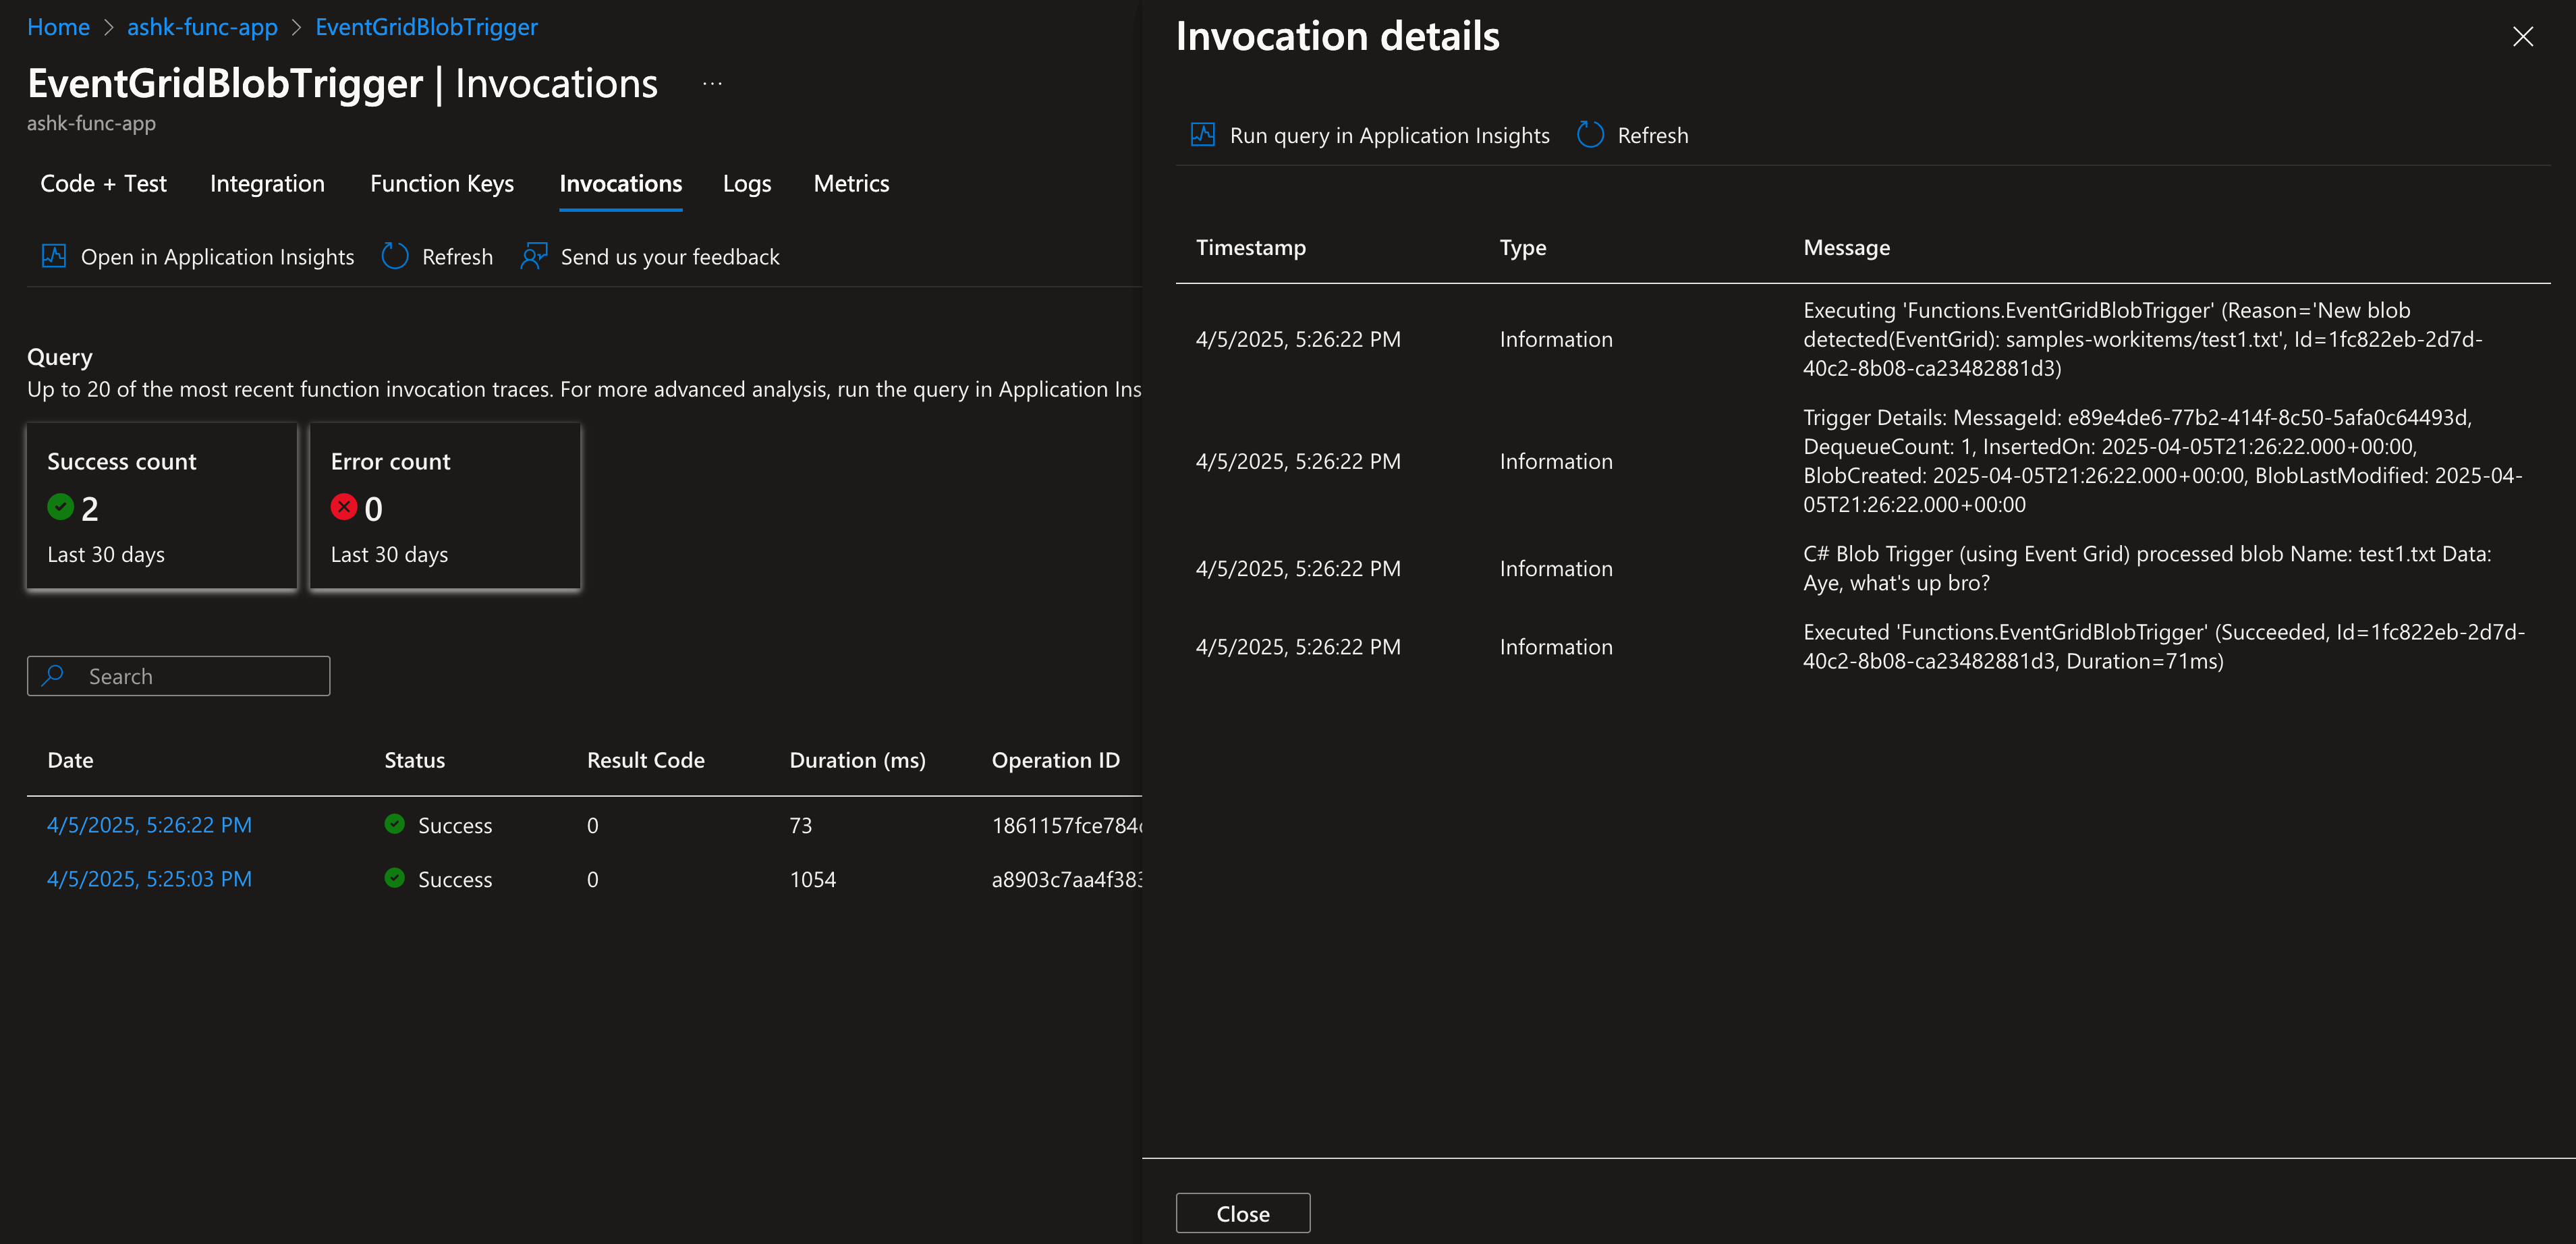 Home > ashk-func-app > EventGridBlobTrigger
EventGridBlobTrigger | Invocations ...
ashk-func-app
Code + Test Integration Function Keys Invocations Logs Metrics
Open in Application Insights Refresh Send us your feedback
Query
Up to 20 of the most recent function invocation traces. For more advanced analysis, run the query in Application Ins
Success count
2
Last 30 days
Error count
0
Last 30 days
Search
Date Status Result Code Duration (ms) Operation ID
4/5/2025, 5:26:22 PM Success 0 73 1861157fce784
4/5/2025, 5:25:03 PM Success 0 1054 a8903c7aa4f383
Invocation details
Run query in Application Insights Refresh
Timestamp Type Message
4/5/2025, 5:26:22 PM Information Executing 'Functions.EventGridBlobTrigger' (Reason='New blob
detected(EventGrid): samples-workitems/test1.txt', Id=1fc822eb-2d7d-
40c2-8b08-ca23482881d3)
4/5/2025, 5:26:22 PM Information Trigger Details: MessageId: e89e4de6-77b2-414f-8c50-5afa0c64493d,
DequeueCount: 1, InsertedOn: 2025-04-05T21:26:22.000+00:00,
BlobCreated: 2025-04-05T21:26:22.000+00:00, BlobLastModified: 2025-04-
05T21:26:22.000+00:00
4/5/2025, 5:26:22 PM Information C# Blob Trigger (using Event Grid) processed blob Name: test1.txt Data:
Aye, what's up bro?
4/5/2025, 5:26:22 PM Information Executed 'Functions.EventGridBlobTrigger' (Succeeded, Id=1fc822eb-2d7d-
40c2-8b08-ca23482881d3, Duration=71ms)
Close